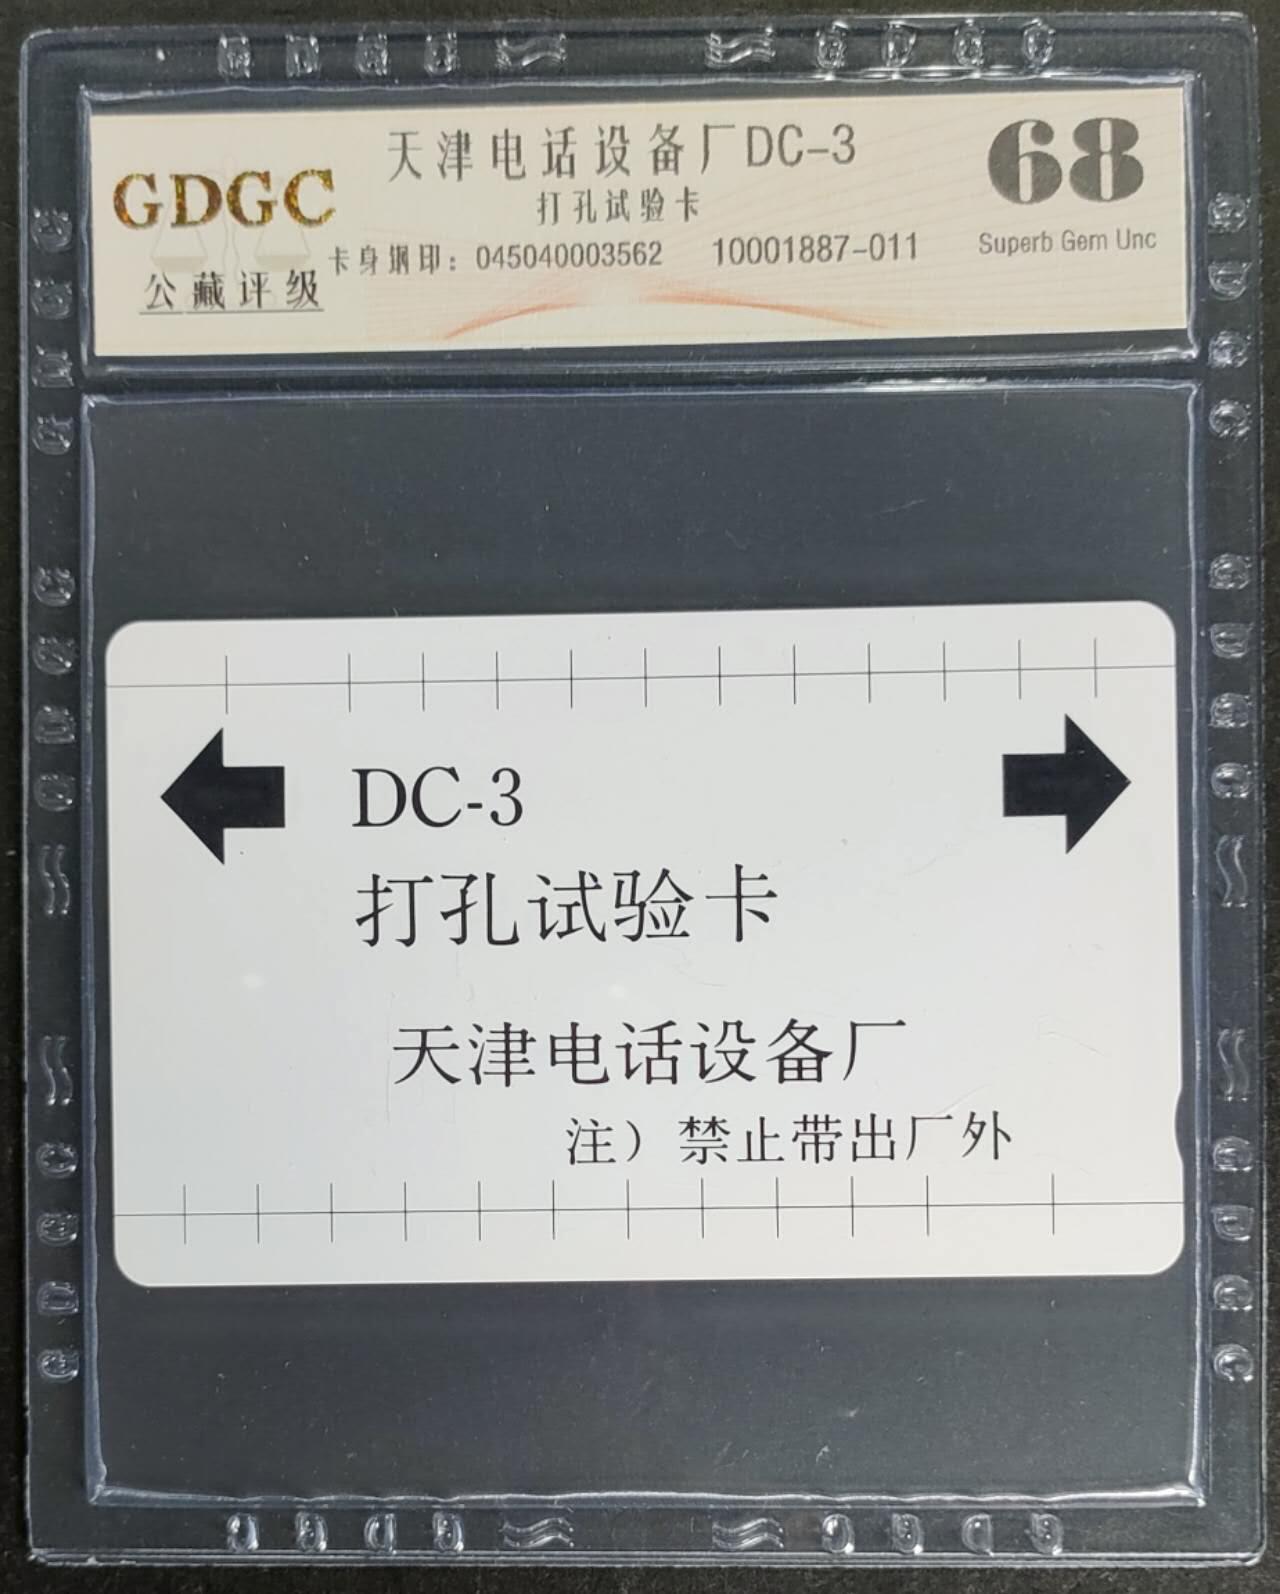 天津电话设备厂DC-3
打孔试验卡
GDGC
公藏评级
卡身钢印：045040003562 10001887-011
68
Superb Gem Unc
DC-3
打孔试验卡
天津电话设备厂
注）禁止带出厂外